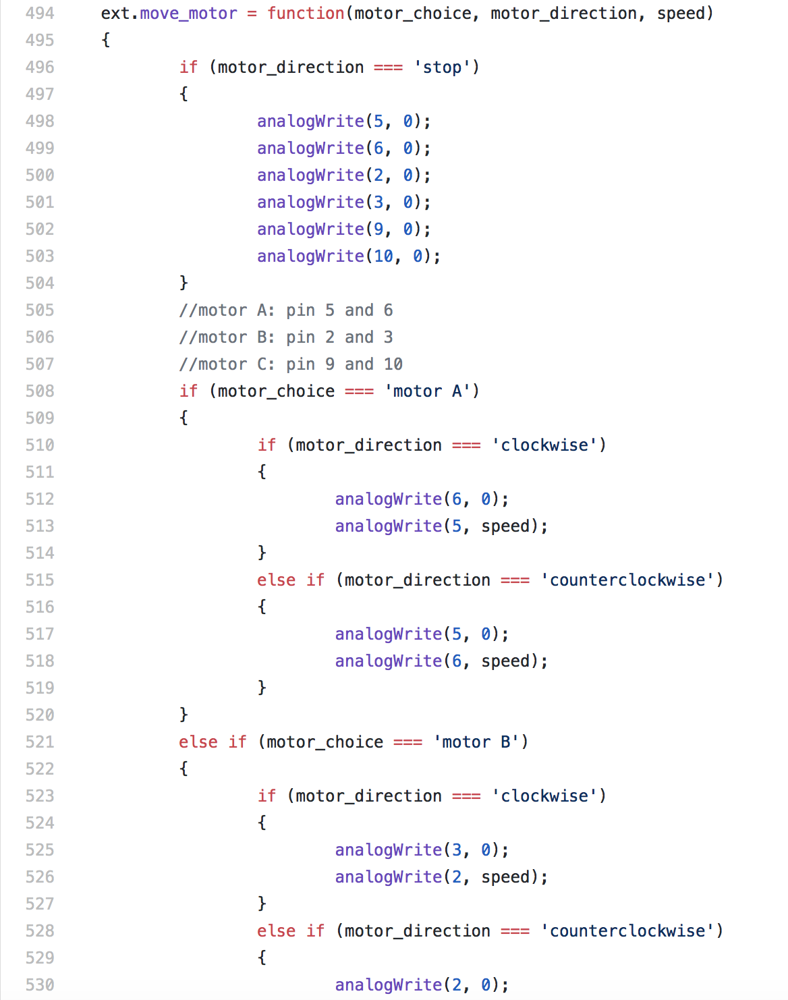 494 ext.move_motor = function(motor_choice, motor_direction, speed)
495 {
496 if (motor_direction === 'stop')
497 {
498 analogWrite(5, 0);
499 analogWrite(6, 0);
500 analogWrite(2, 0);
501 analogWrite(3, 0);
502 analogWrite(9, 0);
503 analogWrite(10, 0);
504 }
505 //motor A: pin 5 and 6
506 //motor B: pin 2 and 3
507 //motor C: pin 9 and 10
508 if (motor_choice === 'motor A')
509 {
510 if (motor_direction === 'clockwise')
511 {
512 analogWrite(6, 0);
513 analogWrite(5, speed);
514 }
515 else if (motor_direction === 'counterclockwise')
516 {
517 analogWrite(5, 0);
518 analogWrite(6, speed);
519 }
520 }
521 else if (motor_choice === 'motor B')
522 {
523 if (motor_direction === 'clockwise')
524 {
525 analogWrite(3, 0);
526 analogWrite(2, speed);
527 }
528 else if (motor_direction === 'counterclockwise')
529 {
530 analogWrite(2, 0);